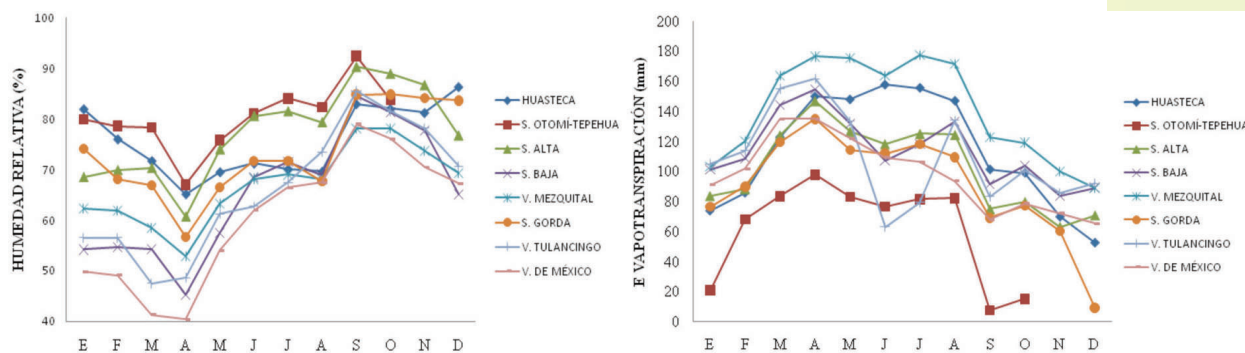 HUMEDAD RELATIVA (%)
100
90
80
70
60
50
40
E F M A M J J A S O N D
HUASTECA
S. OTOMÍ-TEPEHUA
S. ALTA
S. BAJA
V. MEZQUITAL
S. GORDA
V. TULANCINGO
V. DE MÉXICO
E VAPOTRANSPIRACIÓN (mm)
200
180
160
140
120
100
80
60
40
20
0
E F M A M J J A S O N D
HUASTECA
S. OTOMÍ-TEPEHUA
S. ALTA
S. BAJA
V. MEZQUITAL
S. GORDA
V. TULANCINGO
V. DE MÉXICO